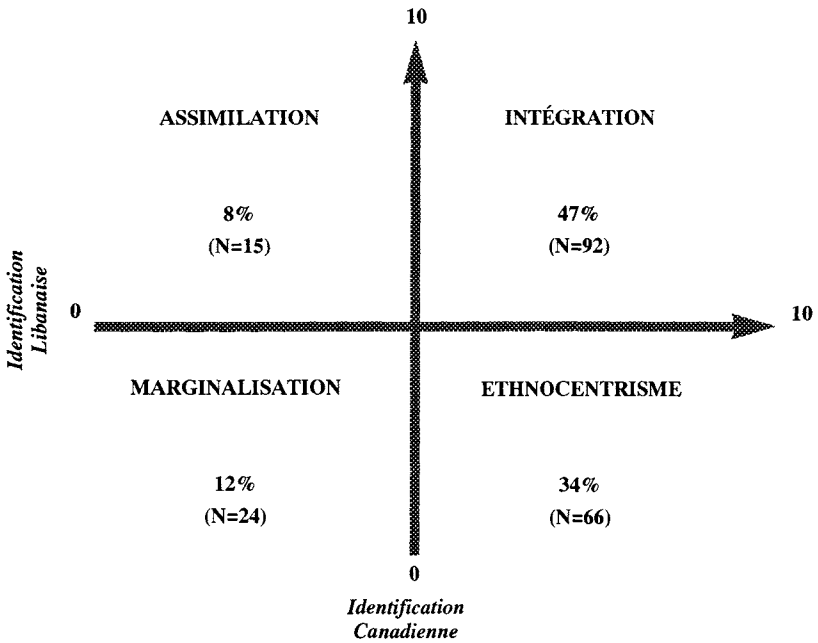 10
ASSIMILATION
INTÉGRATION
8%
(N=15)
47%
(N=92)
Identification
Libanaise
0
10
MARGINALISATION
ETHNOCENTRISME
12%
(N=24)
34%
(N=66)
0
Identification
Canadienne